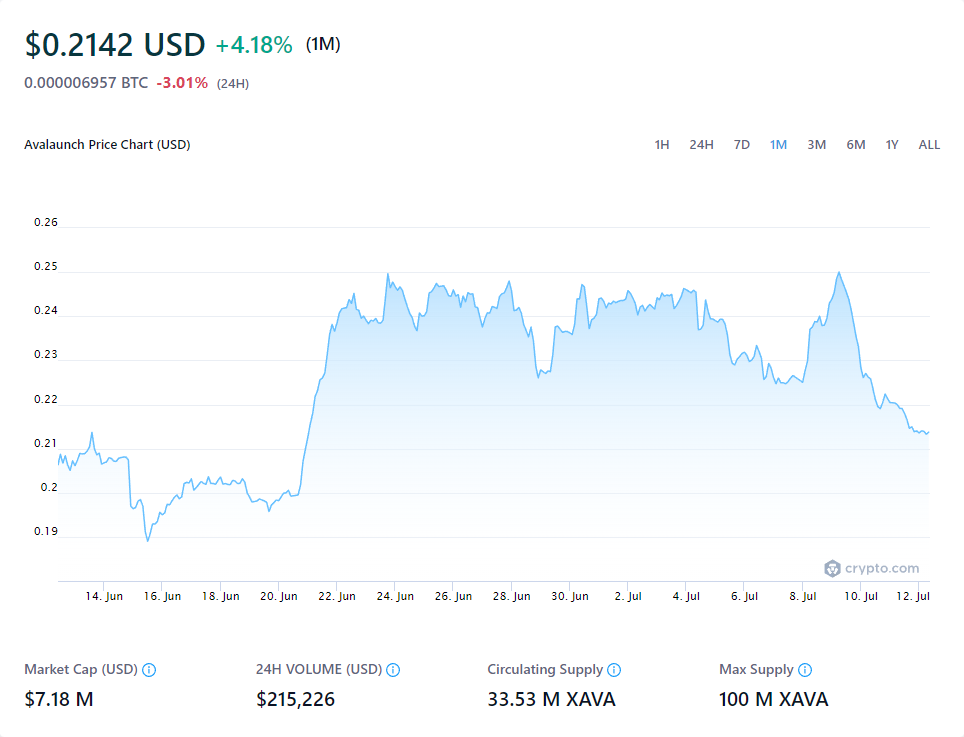 $0.2142 USD +4.18% (1M)
0.000006957 BTC -3.01% (24H)
Avalaunch Price Chart (USD) 1H 24H 7D 1M 3M 6M 1Y ALL
0.26
0.25
0.24
0.23
0.22
0.21
0.2
0.19
crypto.com
14. Jun 16. Jun 18. Jun 20. Jun 22. Jun 24. Jun 26. Jun 28. Jun 30. Jun 2. Jul 4. Jul 6. Jul 8. Jul 10. Jul 12. Jul
Market Cap (USD) 24H VOLUME (USD) Circulating Supply Max Supply
$7.18 M $215,226 33.53 M XAVA 100 M XAVA